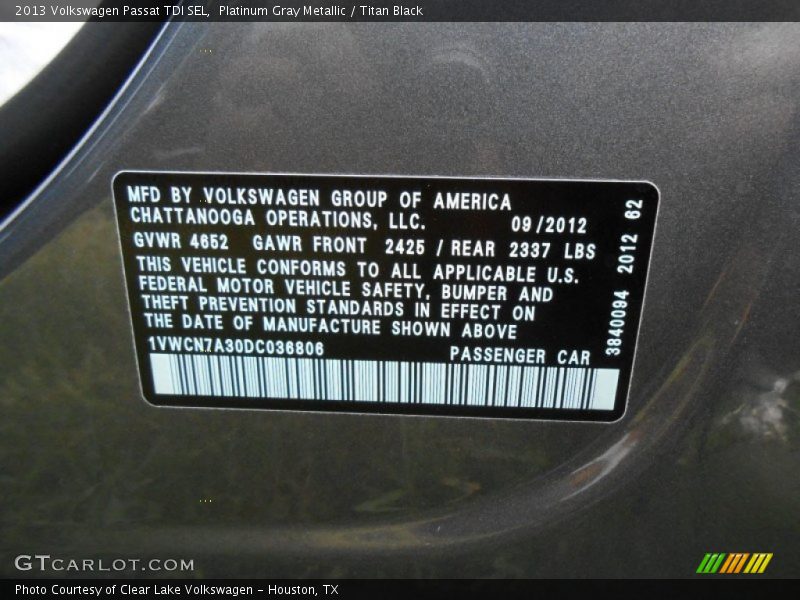 2013 Volkswagen Passat TDI SEL,  Platinum Gray Metallic / Titan Black
MFD BY VOLKSWAGEN GROUP OF AMERICA
CHATTANOOGA OPERATIONS, LLC. 09/2012
GVWR 4652 GAWR FRONT 2425 / REAR 2337 LBS
THIS VEHICLE CONFORMS TO ALL APPLICABLE U.S.
FEDERAL MOTOR VEHICLE SAFETY, BUMPER AND
THEFT PREVENTION STANDARDS IN EFFECT ON
THE DATE OF MANUFACTURE SHOWN ABOVE
1VWCN7A30DC036806 PASSENGER CAR
3840094 2012 62
GTCARLOT.COM
Photo Courtesy of Clear Lake Volkswagen - Houston, TX